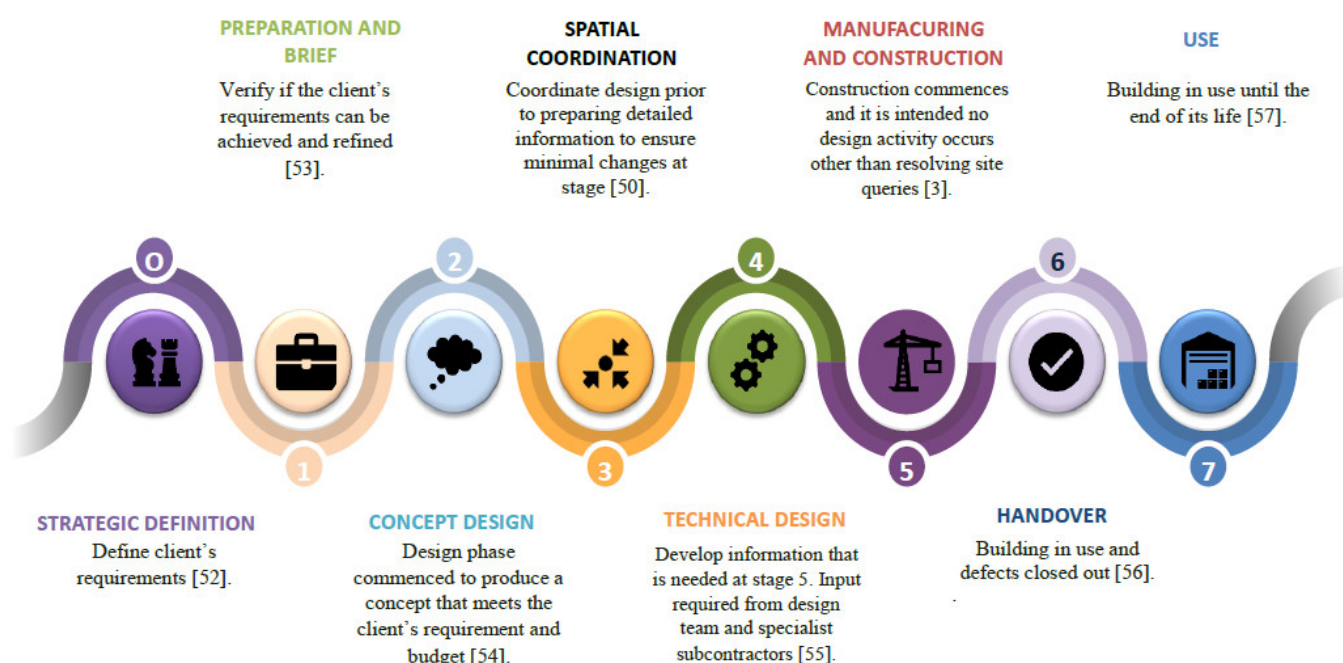 PREPARATION AND
BRIEF
Verify if the client's
requirements can be
achieved and refined
[53].
SPATIAL
COORDINATION
Coordinate design prior
to preparing detailed
information to ensure
minimal changes at
stage [50].
MANUFACURING
AND CONSTRUCTION
Construction commences
and it is intended no
design activity occurs
other than resolving site
queries [3].
USE
Building in use until the
end of its life [57].
O
2
4
6
1
3
5
7
STRATEGIC DEFINITION
Define client's
requirements [52].
CONCEPT DESIGN
Design phase
commenced to produce a
concept that meets the
client's requirement and
budget [54].
TECHNICAL DESIGN
Develop information that
is needed at stage 5. Input
required from design
team and specialist
subcontractors [55].
HANDOVER
Building in use and
defects closed out [56].
.